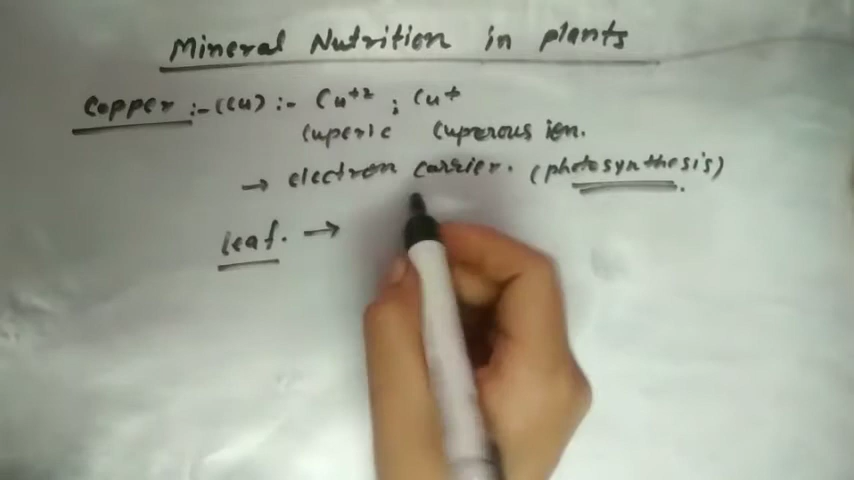 Mineral Nutrition in plants
Copper :- (Cu) :- Cu+2 ; Cu+
Cuperic Cuperous ion.
→ electron carrier. (photosynthesis).
Leaf. →